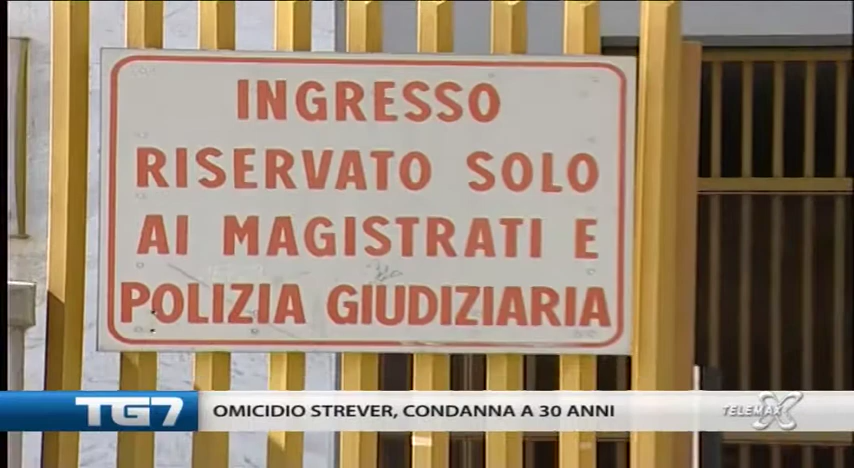 INGRESSO
RISERVATO SOLO
AI MAGISTRATI E
POLIZIA GIUDIZIARIA
TG7 OMICIDIO STREVER, CONDANNA A 30 ANNI TELEMAX